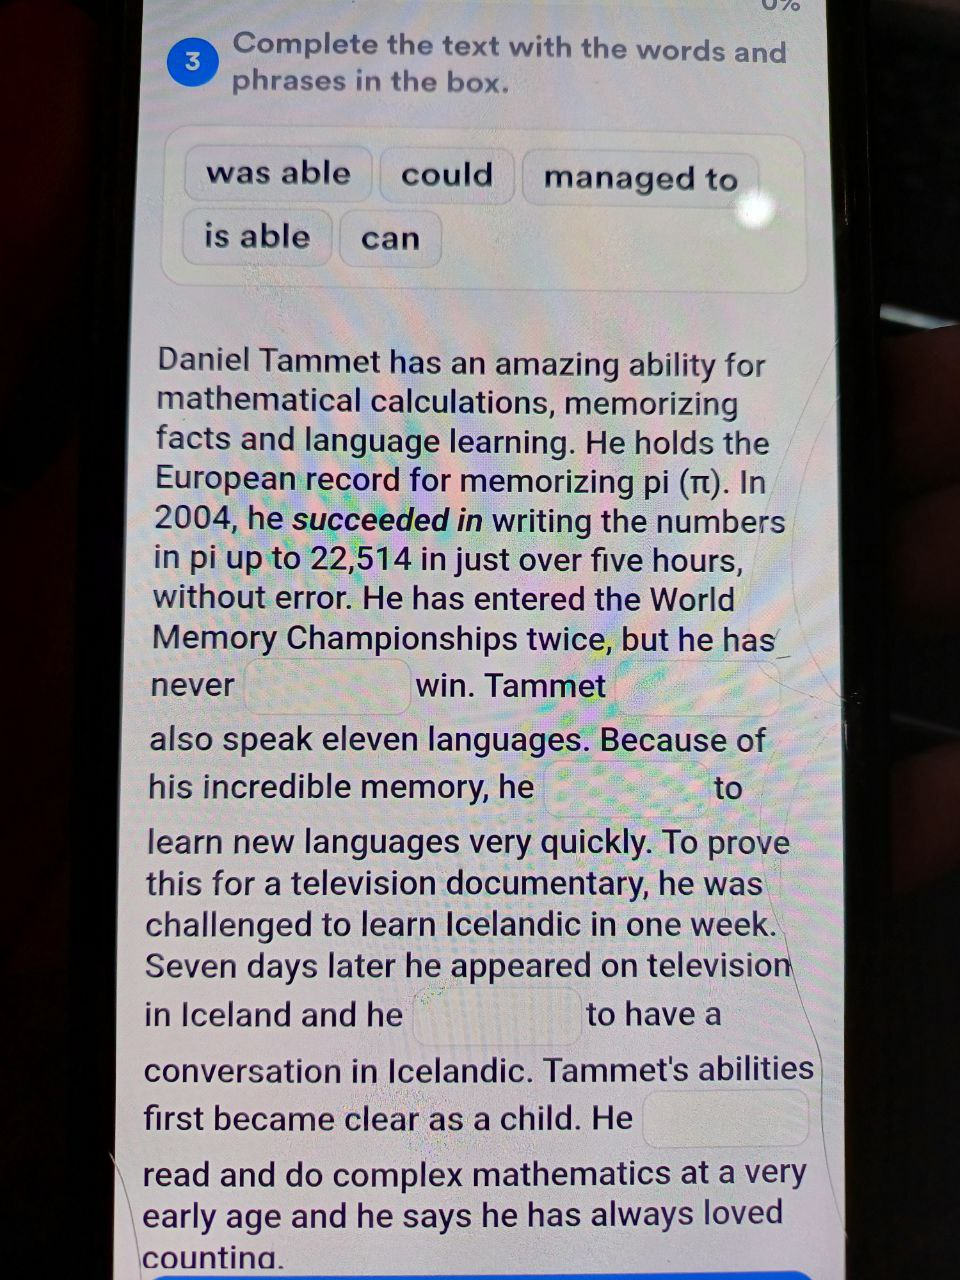 0%
3 Complete the text with the words and
phrases in the box.
was able could managed to
is able can
Daniel Tammet has an amazing ability for
mathematical calculations, memorizing
facts and language learning. He holds the
European record for memorizing pi (π). In
2004, he succeeded in writing the numbers
in pi up to 22,514 in just over five hours,
without error. He has entered the World
Memory Championships twice, but he has
never win. Tammet
also speak eleven languages. Because of
his incredible memory, he to
learn new languages very quickly. To prove
this for a television documentary, he was
challenged to learn Icelandic in one week.
Seven days later he appeared on television
in Iceland and he to have a
conversation in Icelandic. Tammet's abilities
first became clear as a child. He
read and do complex mathematics at a very
early age and he says he has always loved
counting.